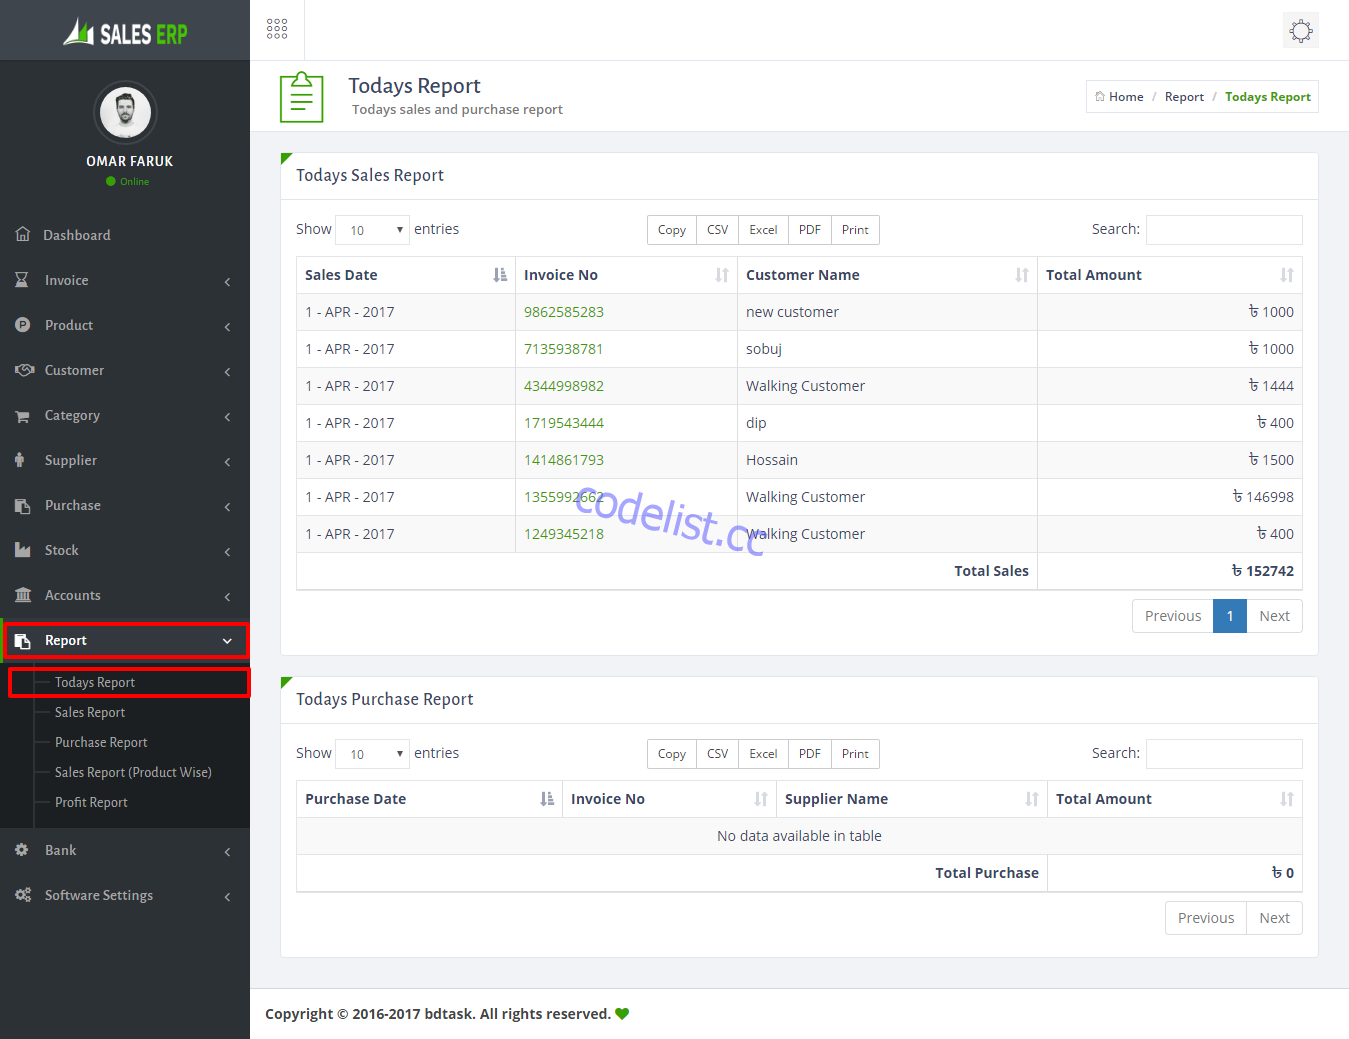 SALES ERP
OMAR FARUK
Online
Dashboard
Invoice
Product
Customer
Category
Supplier
Purchase
Stock
Accounts
Report
Todays Report
Sales Report
Purchase Report
Sales Report (Product Wise)
Profit Report
Bank
Software Settings
Todays Report
Todays sales and purchase report
Home / Report / Todays Report
Todays Sales Report
Show 10 entries
Copy CSV Excel PDF Print
Search:
Sales Date Invoice No Customer Name Total Amount
1 - APR - 2017 9862585283 new customer ৳ 1000
1 - APR - 2017 7135938781 sobuj ৳ 1000
1 - APR - 2017 4344998982 Walking Customer ৳ 1444
1 - APR - 2017 1719543444 dip ৳ 400
1 - APR - 2017 1414861793 Hossain ৳ 1500
1 - APR - 2017 1355992662 Walking Customer ৳ 146998
1 - APR - 2017 1249345218 Walking Customer ৳ 400
codelist.cc
Total Sales ৳ 152742
Previous 1 Next
Todays Purchase Report
Show 10 entries
Copy CSV Excel PDF Print
Search:
Purchase Date Invoice No Supplier Name Total Amount
No data available in table
Total Purchase ৳ 0
Previous Next
Copyright © 2016-2017 bdtask. All rights reserved.